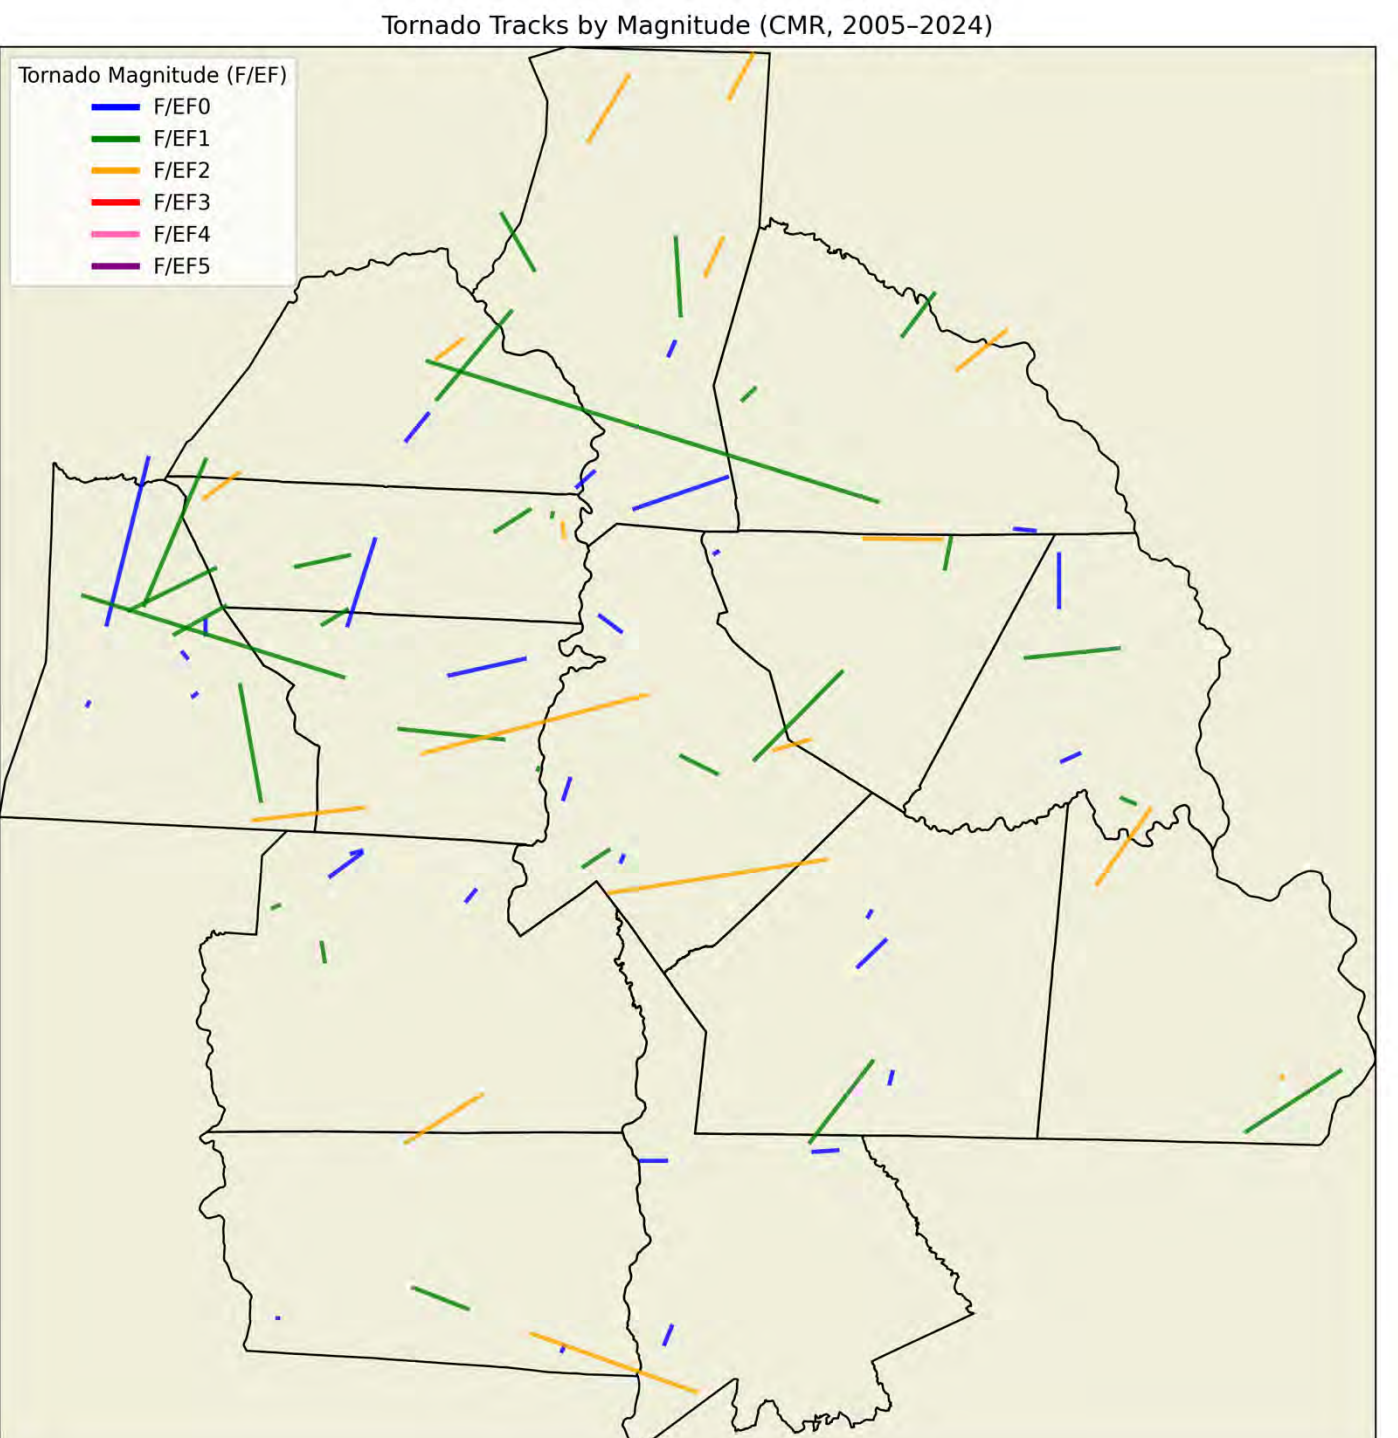 Tornado Tracks by Magnitude (CMR, 2005–2024)
Tornado Magnitude (F/EF)
F/EF0
F/EF1
F/EF2
F/EF3
F/EF4
F/EF5